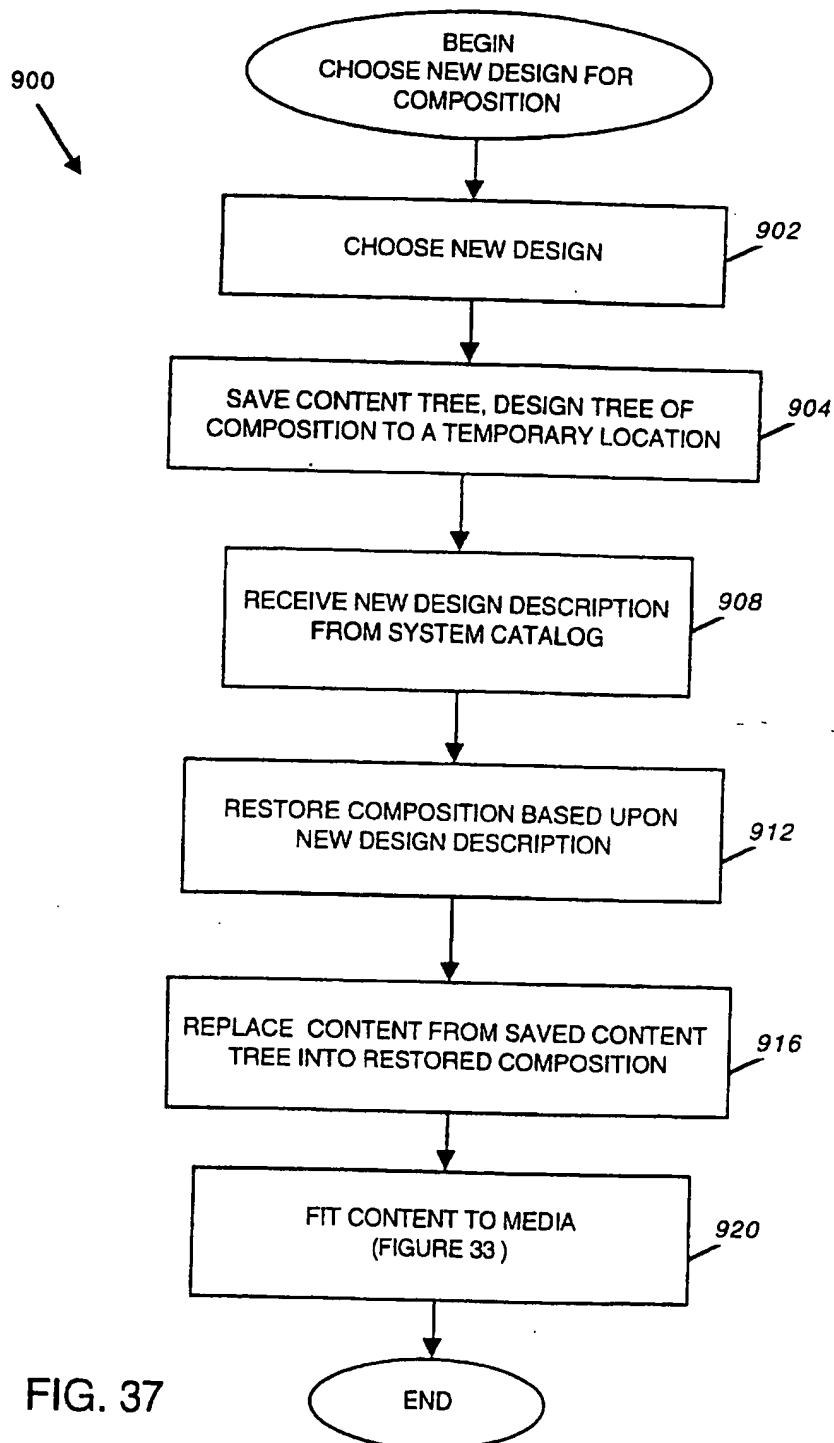 BEGIN
CHOOSE NEW DESIGN FOR
COMPOSITION
900
CHOOSE NEW DESIGN
902
SAVE CONTENT TREE, DESIGN TREE OF
COMPOSITION TO A TEMPORARY LOCATION
904
RECEIVE NEW DESIGN DESCRIPTION
FROM SYSTEM CATALOG
908
RESTORE COMPOSITION BASED UPON
NEW DESIGN DESCRIPTION
912
REPLACE CONTENT FROM SAVED CONTENT
TREE INTO RESTORED COMPOSITION
916
FIT CONTENT TO MEDIA
(FIGURE 33 )
920
END
FIG. 37